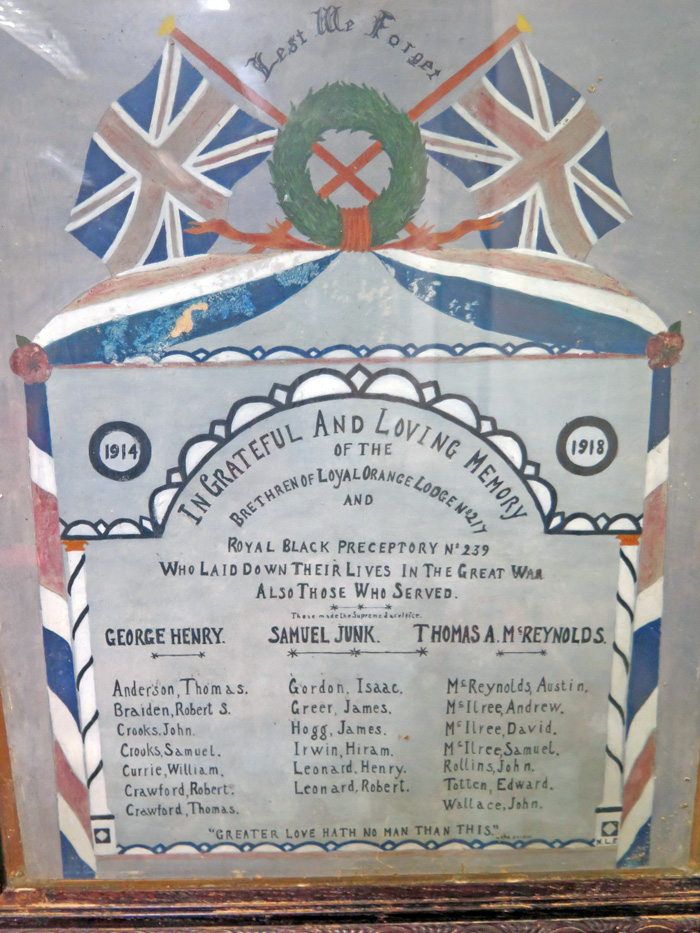 Lest We Forget
1914
1918
IN GRATEFUL AND LOVING MEMORY
OF THE
BRETHREN OF LOYAL ORANGE LODGE No 217
AND
ROYAL BLACK PRECEPTORY No 239
WHO LAID DOWN THEIR LIVES IN THE GREAT WAR
ALSO THOSE WHO SERVED.
These made the Supreme Sacrifice.
GEORGE HENRY. SAMUEL JUNK. THOMAS A. McREYNOLDS.
Anderson, Thomas. Gordon, Isaac. McReynolds, Austin.
Braiden, Robert S. Greer, James. McIlree, Andrew.
Crooks, John. Hogg, James. McIlree, David.
Crooks, Samuel. Irwin, Hiram. McIlree, Samuel.
Currie, William. Leonard, Henry. Rollins, John.
Crawford, Robert. Leonard, Robert. Totten, Edward.
Crawford, Thomas. Wallace, John.
"GREATER LOVE HATH NO MAN THAN THIS."